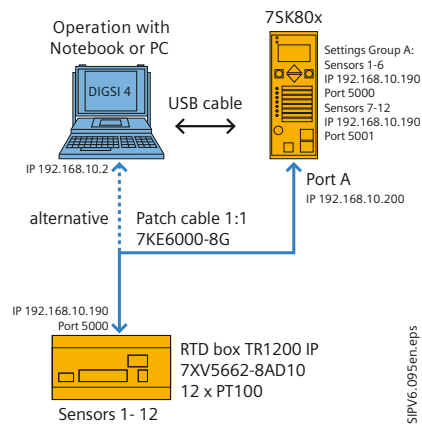 Operation with
Notebook or PC
DIGSI 4
IP 192.168.10.2
USB cable
7SK80x
Settings Group A:
Sensors 1-6
IP 192.168.10.190
Port 5000
Sensors 7-12
IP 192.168.10.190
Port 5001
Port A
IP 192.168.10.200
alternative
Patch cable 1:1
7KE6000-8G
IP 192.168.10.190
Port 5000
RTD box TR1200 IP
7XV5662-8AD10
12 x PT100
Sensors 1- 12
SIPV6.095en.eps